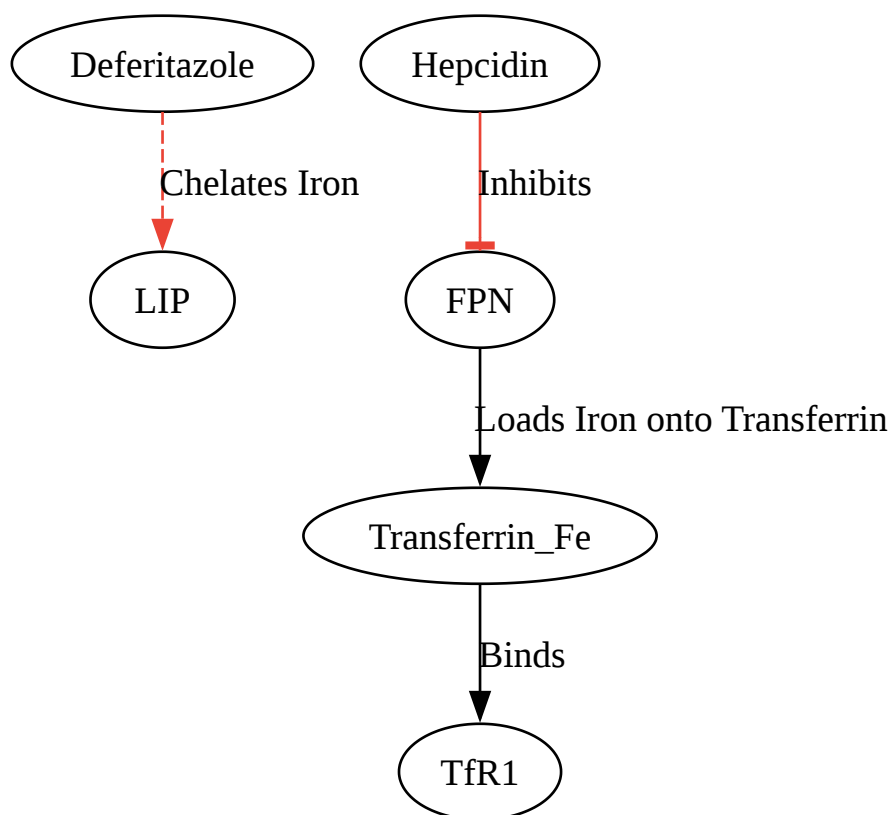 Deferitazole
Hepcidin
Chelates Iron
Inhibits
LIP
FPN
Loads Iron onto Transferrin
Transferrin_Fe
Binds
TfR1